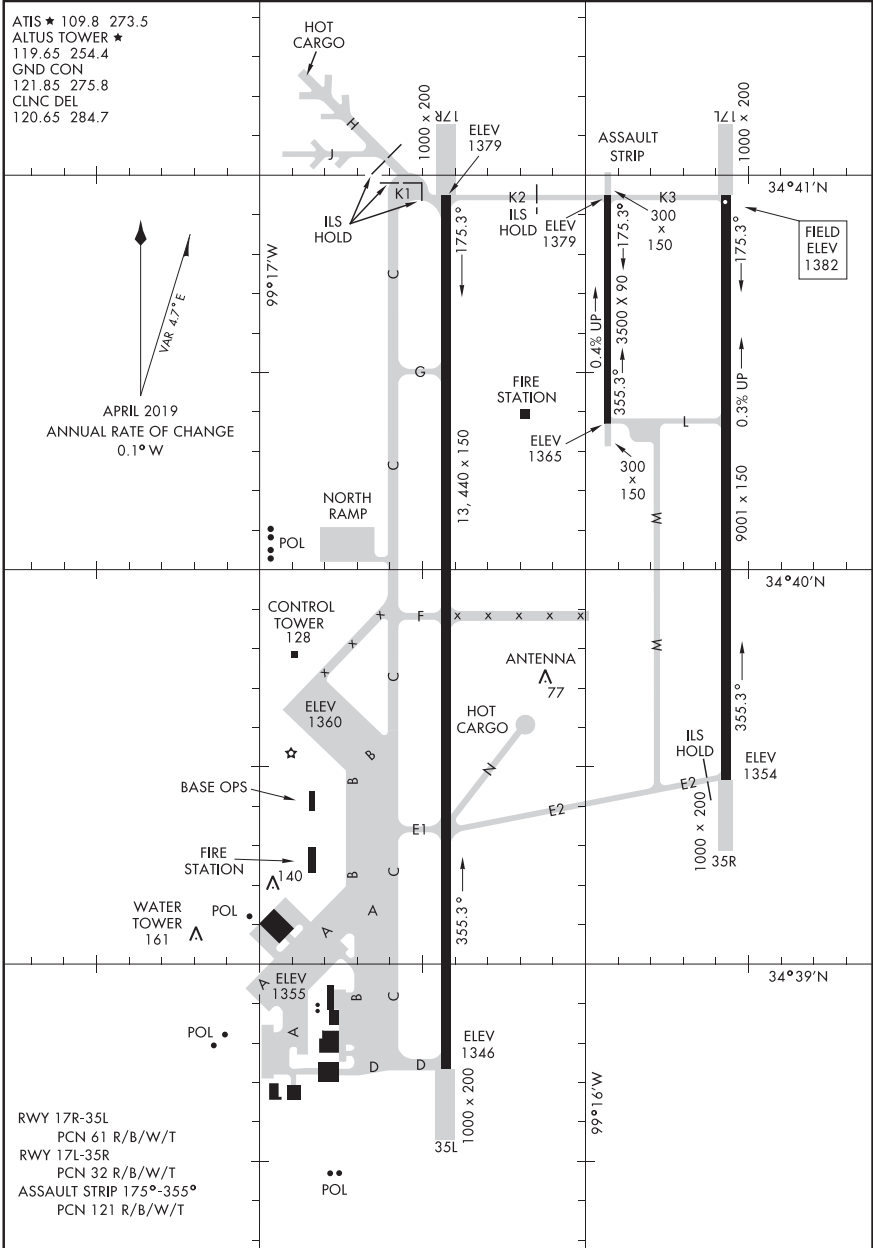 ATIS ★ 109.8 273.5
ALTUS TOWER ★
119.65 254.4
GND CON
121.85 275.8
CLNC DEL
120.65 284.7
HOT
CARGO
H
J
1000 x 200
17R
ELEV
1379
ASSAULT
STRIP
17L
1000 x 200
34°41'N
K1
K2
K3
ILS
HOLD
ILS
HOLD
ELEV
1379
300
x
150
FIELD
ELEV
1382
99°17'W
VAR 4.7° E
C
175.3°
175.3°
175.3°
APRIL 2019
ANNUAL RATE OF CHANGE
0.1° W
G
FIRE
STATION
0.4% UP
3500 X 90
355.3°
0.3% UP
ELEV
1365
L
300
x
150
C
13, 440 x 150
9001 x 150
NORTH
RAMP
POL
W
34°40'N
CONTROL
TOWER
128
x
x
x
F
x
x
x
x
x
W
ANTENNA
77
C
ELEV
1360
HOT
CARGO
355.3°
B
B
N
ILS
HOLD
ELEV
1354
BASE OPS
E2
E2
1000 x 200
35R
E1
FIRE
STATION
140
B
C
WATER
TOWER
161
POL
A
A
355.3°
34°39'N
A
ELEV
1355
B
C
POL
A
ELEV
1346
D
D
1000 x 200
35L
99°16'W
RWY 17R-35L
PCN 61 R/B/W/T
RWY 17L-35R
PCN 32 R/B/W/T
ASSAULT STRIP 175°-355°
PCN 121 R/B/W/T
POL